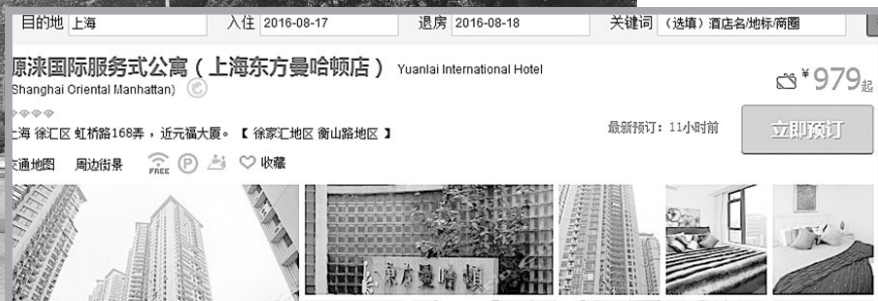 目的地 上海 入住 2016-08-17 退房 2016-08-18 关键词 (选填)酒店名/地标/商圈
源涞国际服务式公寓(上海东方曼哈顿店) Yuanlai International Hotel
Shanghai Oriental Manhattan)
¥979起
上海 徐汇区 虹桥路168弄,近元福大厦。【 徐家汇地区 衡山路地区 】
最新预订:11小时前
立即预订
交通地图 周边街景 FREE P 收藏
东方曼哈顿